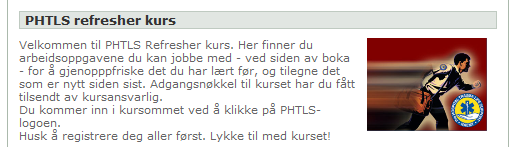 PHTLS refresher kurs
Velkommen til PHTLS Refresher kurs. Her finner du
arbeidsoppgavene du kan jobbe med - ved siden av boka
- for å gjenopppfriske det du har lært før, og tilegne det
som er nytt siden sist. Adgangsnøkkel til kurset har du fått
tilsendt av kursansvarlig.
Du kommer inn i kursommet ved å klikke på PHTLS-
logoen.
Husk å registrere deg aller først. Lykke til med kurset!